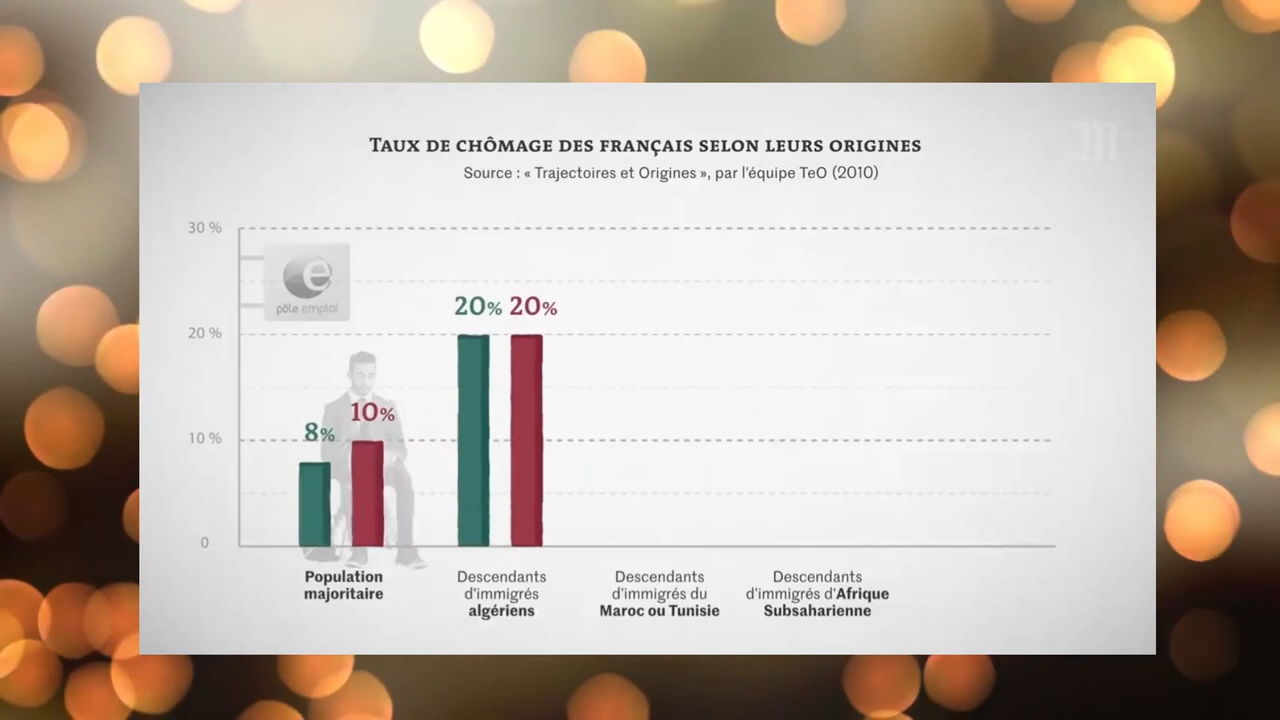 TAUX DE CHÔMAGE DES FRANÇAIS SELON LEURS ORIGINES
Source : « Trajectoires et Origines », par l'équipe TeO (2010)
30 %
e
pôle emploi
20% 20%
20 %
10%
8%
10 %
0
Population
majoritaire
Descendants
d'immigrés
algériens
Descendants
d'immigrés du
Maroc ou Tunisie
Descendants
d'immigrés d'Afrique
Subsaharienne
M